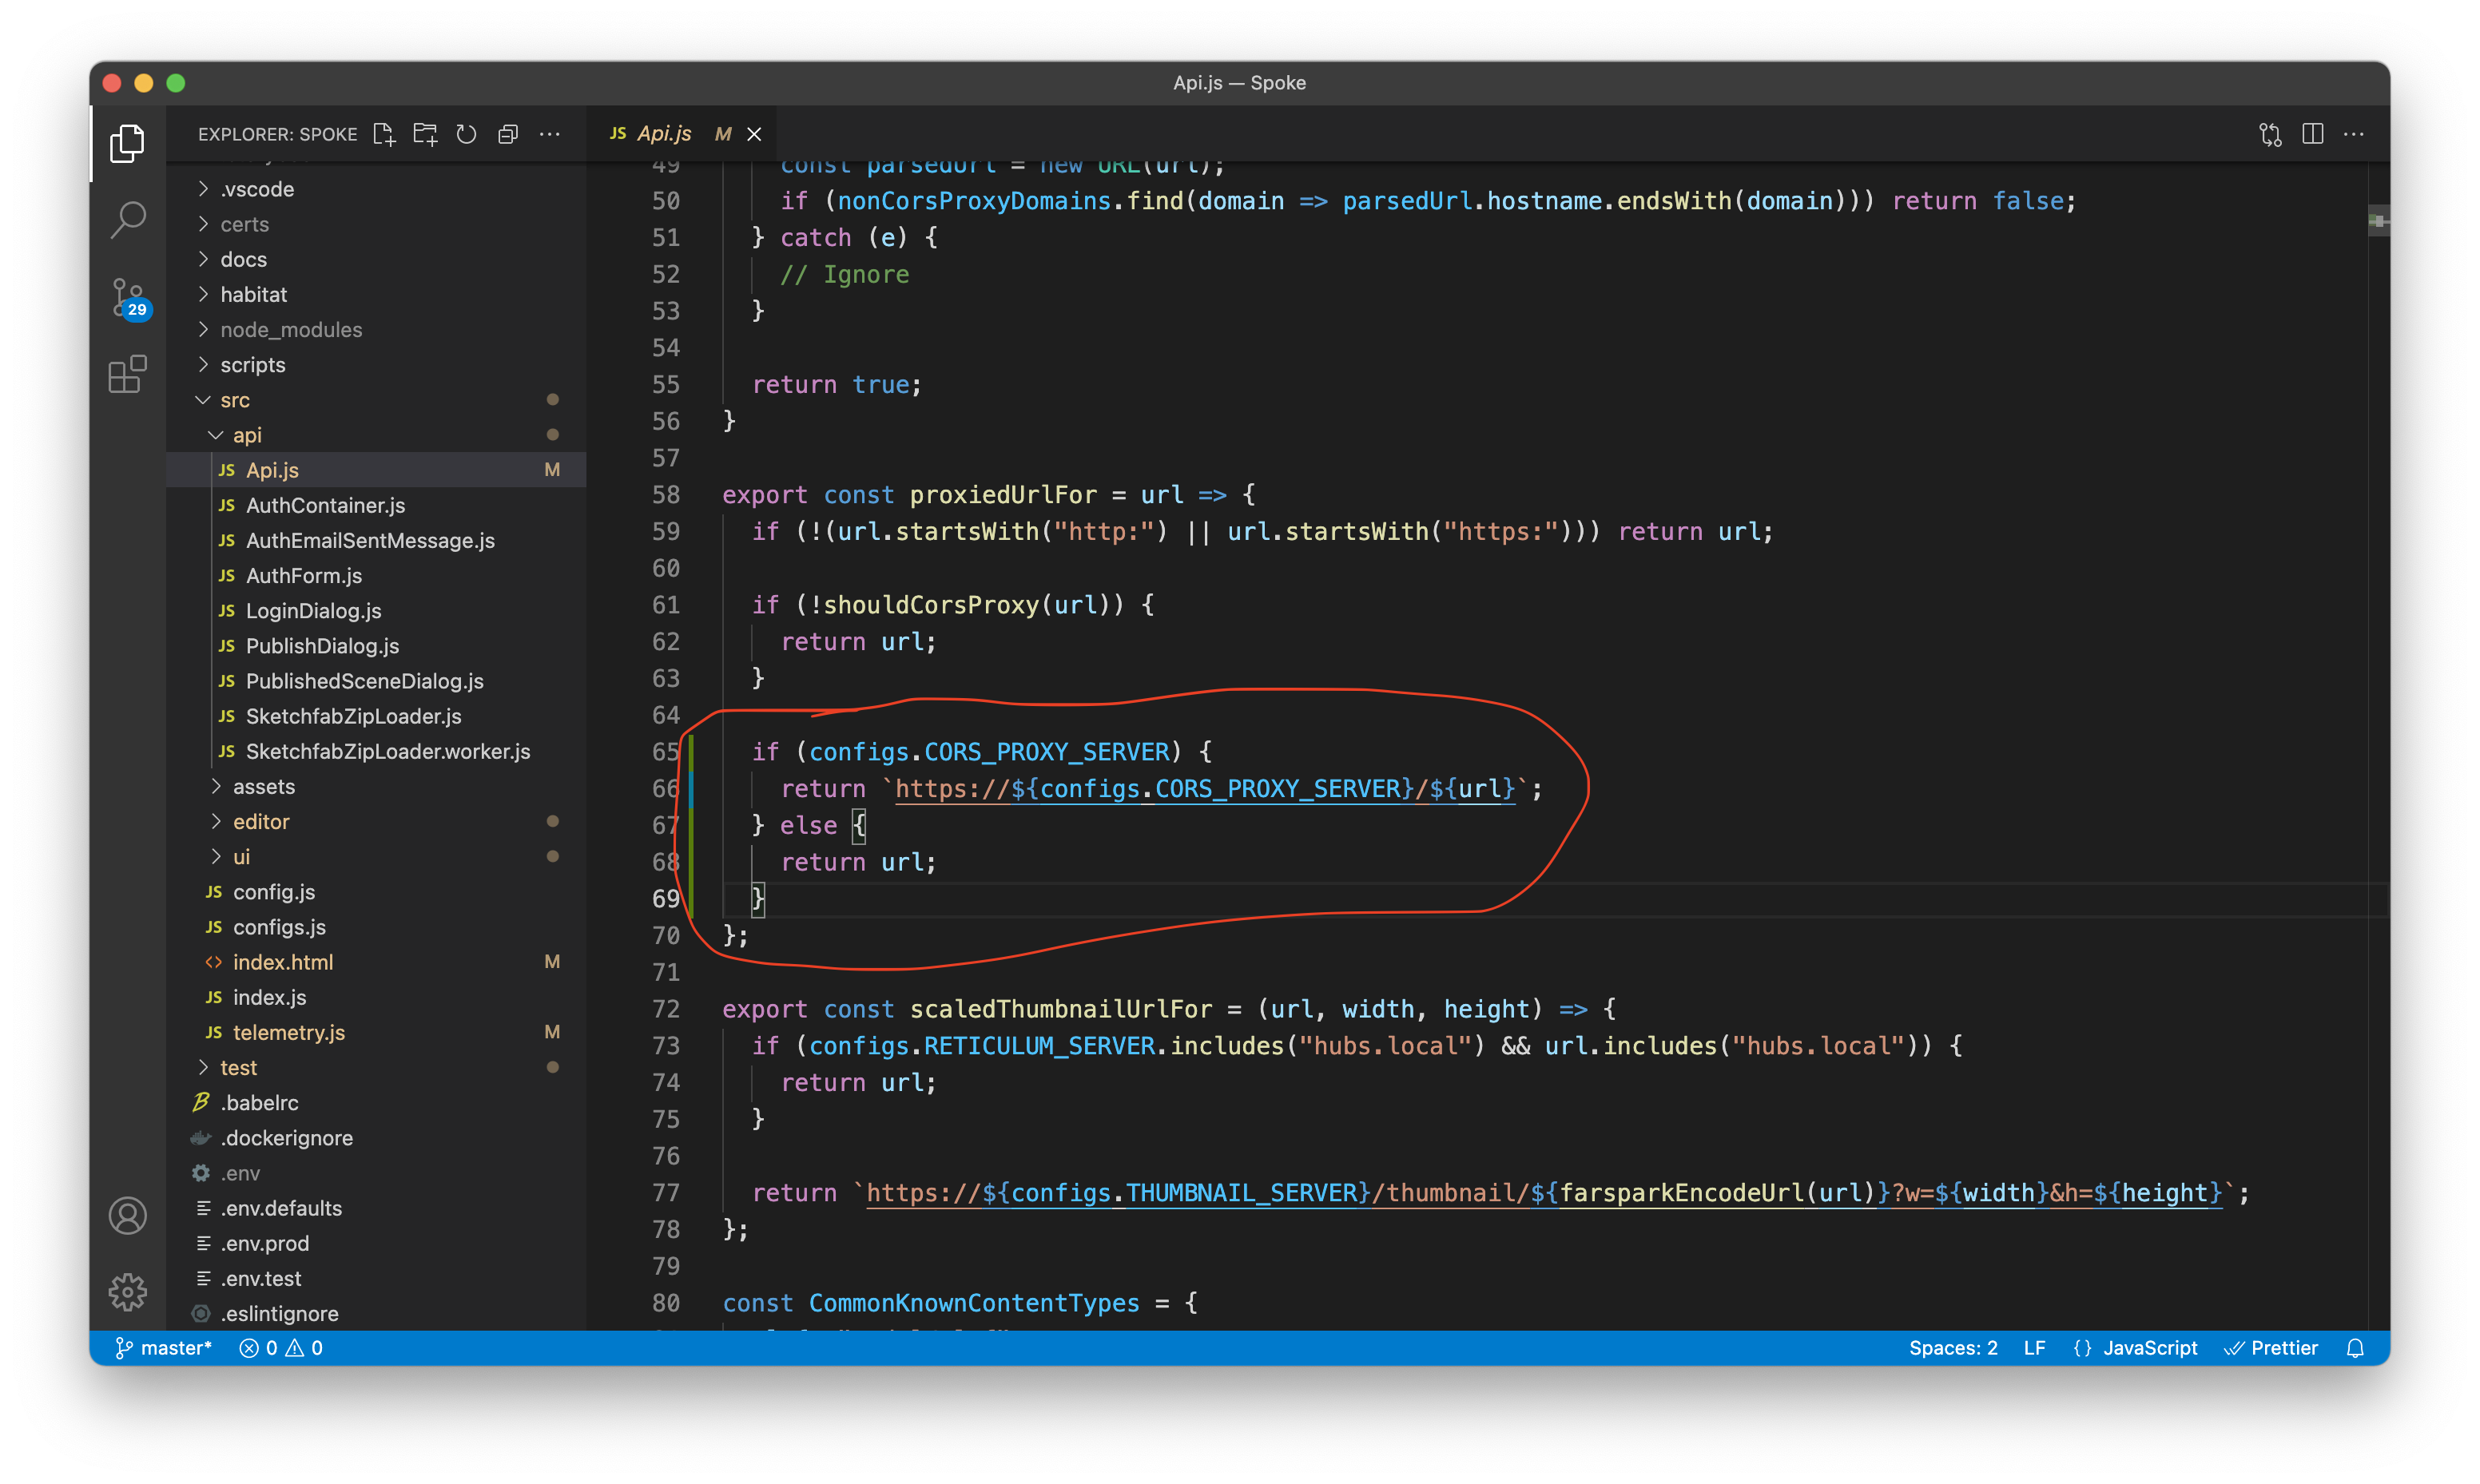 Api.js — Spoke
EXPLORER: SPOKE
JS Api.js M
.vscode
certs
docs
habitat
node_modules
scripts
src
api
JS Api.js M
JS AuthContainer.js
JS AuthEmailSentMessage.js
JS AuthForm.js
JS LoginDialog.js
JS PublishDialog.js
JS PublishedSceneDialog.js
JS SketchfabZipLoader.js
JS SketchfabZipLoader.worker.js
assets
editor
ui
JS config.js
JS configs.js
<> index.html M
JS index.js
JS telemetry.js M
test
.babelrc
.dockerignore
.env
.env.defaults
.env.prod
.env.test
.eslintignore
29
49 const parsedUrl = new URL(url);
50 if (nonCorsProxyDomains.find(domain => parsedUrl.hostname.endsWith(domain))) return false;
51 } catch (e) {
52 // Ignore
53 }
54
55 return true;
56 }
57
58 export const proxiedUrlFor = url => {
59 if (!(url.startsWith("http:") || url.startsWith("https:"))) return url;
60
61 if (!shouldCorsProxy(url)) {
62 return url;
63 }
64
65 if (configs.CORS_PROXY_SERVER) {
66 return `https://${configs.CORS_PROXY_SERVER}/${url}`;
67 } else {
68 return url;
69 }
70 };
71
72 export const scaledThumbnailUrlFor = (url, width, height) => {
73 if (configs.RETICULUM_SERVER.includes("hubs.local") && url.includes("hubs.local")) {
74 return url;
75 }
76
77 return `https://${configs.THUMBNAIL_SERVER}/thumbnail/${farsparkEncodeUrl(url)}?w=${width}&h=${height}`;
78 };
79
80 const CommonKnownContentTypes = {
master* 0 0
Spaces: 2 LF {} JavaScript Prettier